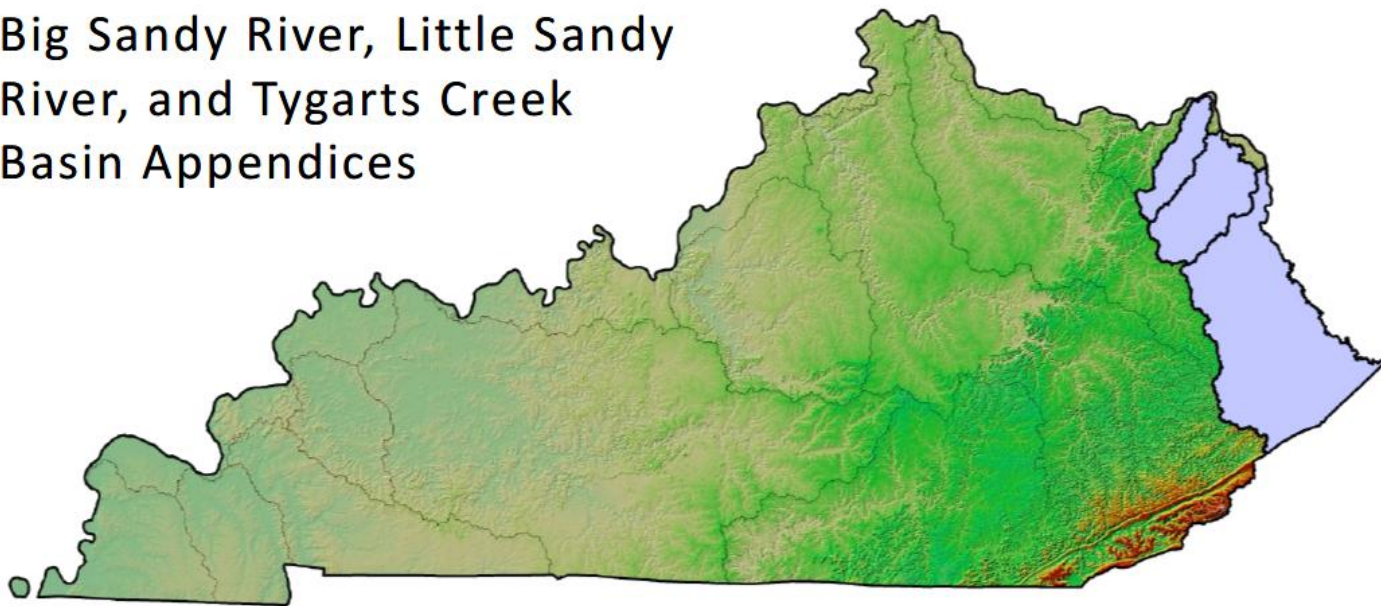 Big Sandy River, Little Sandy
River, and Tygarts Creek
Basin Appendices